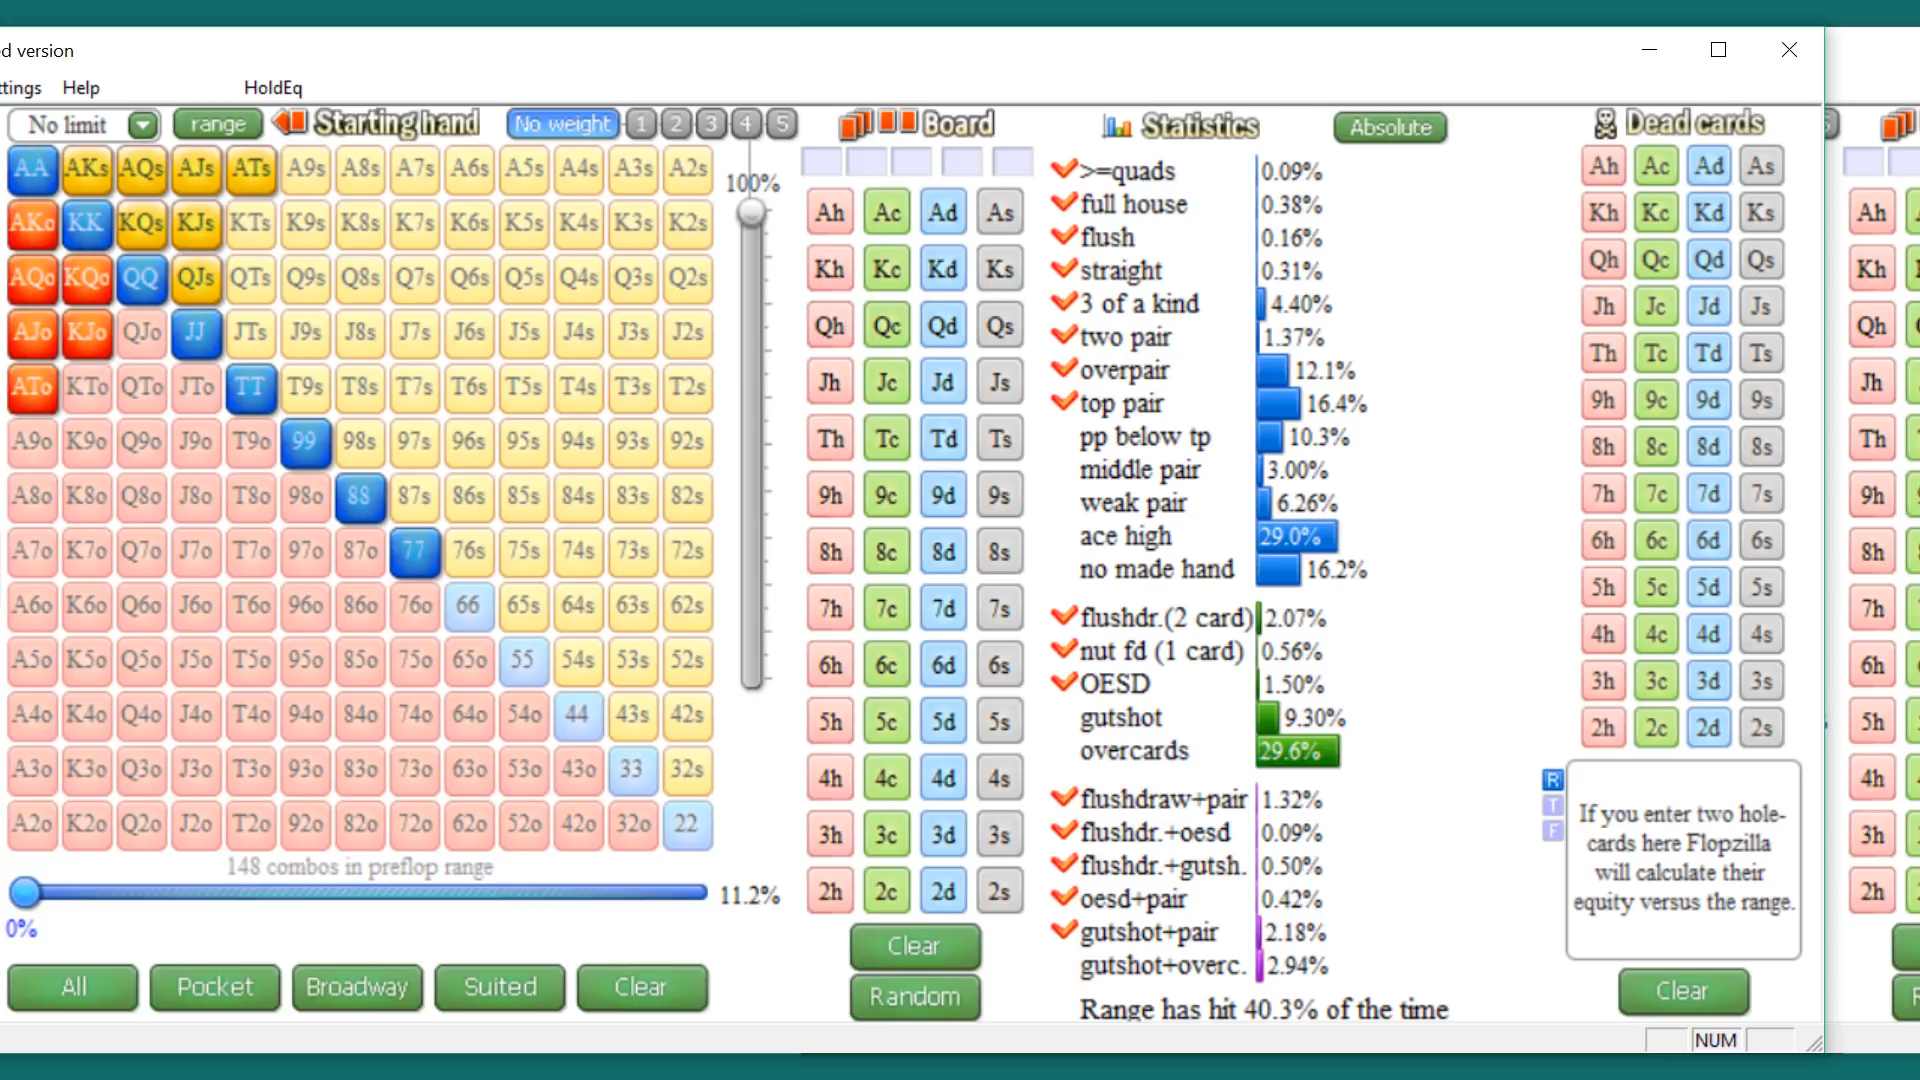 ed version
ttings Help HoldEq
No limit range Starting hand No weight 1 2 3 4 5 Board Statistics Absolute Dead cards
AA AKs AQs AJs ATs A9s A8s A7s A6s A5s A4s A3s A2s
AKo KK KQs KJs KTs K9s K8s K7s K6s K5s K4s K3s K2s
AQo KQo QQ QJs QTs Q9s Q8s Q7s Q6s Q5s Q4s Q3s Q2s
AJo KJo QJo JJ JTs J9s J8s J7s J6s J5s J4s J3s J2s
ATo KTo QTo JTo TT T9s T8s T7s T6s T5s T4s T3s T2s
A9o K9o Q9o J9o T9o 99 98s 97s 96s 95s 94s 93s 92s
A8o K8o Q8o J8o T8o 98o 88 87s 86s 85s 84s 83s 82s
A7o K7o Q7o J7o T7o 97o 87o 77 76s 75s 74s 73s 72s
A6o K6o Q6o J6o T6o 96o 86o 76o 66 65s 64s 63s 62s
A5o K5o Q5o J5o T5o 95o 85o 75o 65o 55 54s 53s 52s
A4o K4o Q4o J4o T4o 94o 84o 74o 64o 54o 44 43s 42s
A3o K3o Q3o J3o T3o 93o 83o 73o 63o 53o 43o 33 32s
A2o K2o Q2o J2o T2o 92o 82o 72o 62o 52o 42o 32o 22
148 combos in preflop range
11.2%
0%
All Pocket Broadway Suited Clear
100%
Ah Ac Ad As
Kh Kc Kd Ks
Qh Qc Qd Qs
Jh Jc Jd Js
Th Tc Td Ts
9h 9c 9d 9s
8h 8c 8d 8s
7h 7c 7d 7s
6h 6c 6d 6s
5h 5c 5d 5s
4h 4c 4d 4s
3h 3c 3d 3s
2h 2c 2d 2s
Clear
Random
>=quads 0.09%
full house 0.38%
flush 0.16%
straight 0.31%
3 of a kind 4.40%
two pair 1.37%
overpair 12.1%
top pair 16.4%
pp below tp 10.3%
middle pair 3.00%
weak pair 6.26%
ace high 29.0%
no made hand 16.2%
flushdr.(2 card) 2.07%
nut fd (1 card) 0.56%
OESD 1.50%
gutshot 9.30%
overcards 29.6%
flushdraw+pair 1.32%
flushdr.+oesd 0.09%
flushdr.+gutsh. 0.50%
oesd+pair 0.42%
gutshot+pair 2.18%
gutshot+overc. 2.94%
Range has hit 40.3% of the time
Ah Ac Ad As
Kh Kc Kd Ks
Qh Qc Qd Qs
Jh Jc Jd Js
Th Tc Td Ts
9h 9c 9d 9s
8h 8c 8d 8s
7h 7c 7d 7s
6h 6c 6d 6s
5h 5c 5d 5s
4h 4c 4d 4s
3h 3c 3d 3s
2h 2c 2d 2s
R
T
F
If you enter two hole-
cards here Flopzilla
will calculate their
equity versus the range.
Clear
NUM
5
Ah
Kh
Qh
Jh
Th
9h
8h
7h
6h
5h
4h
3h
2h